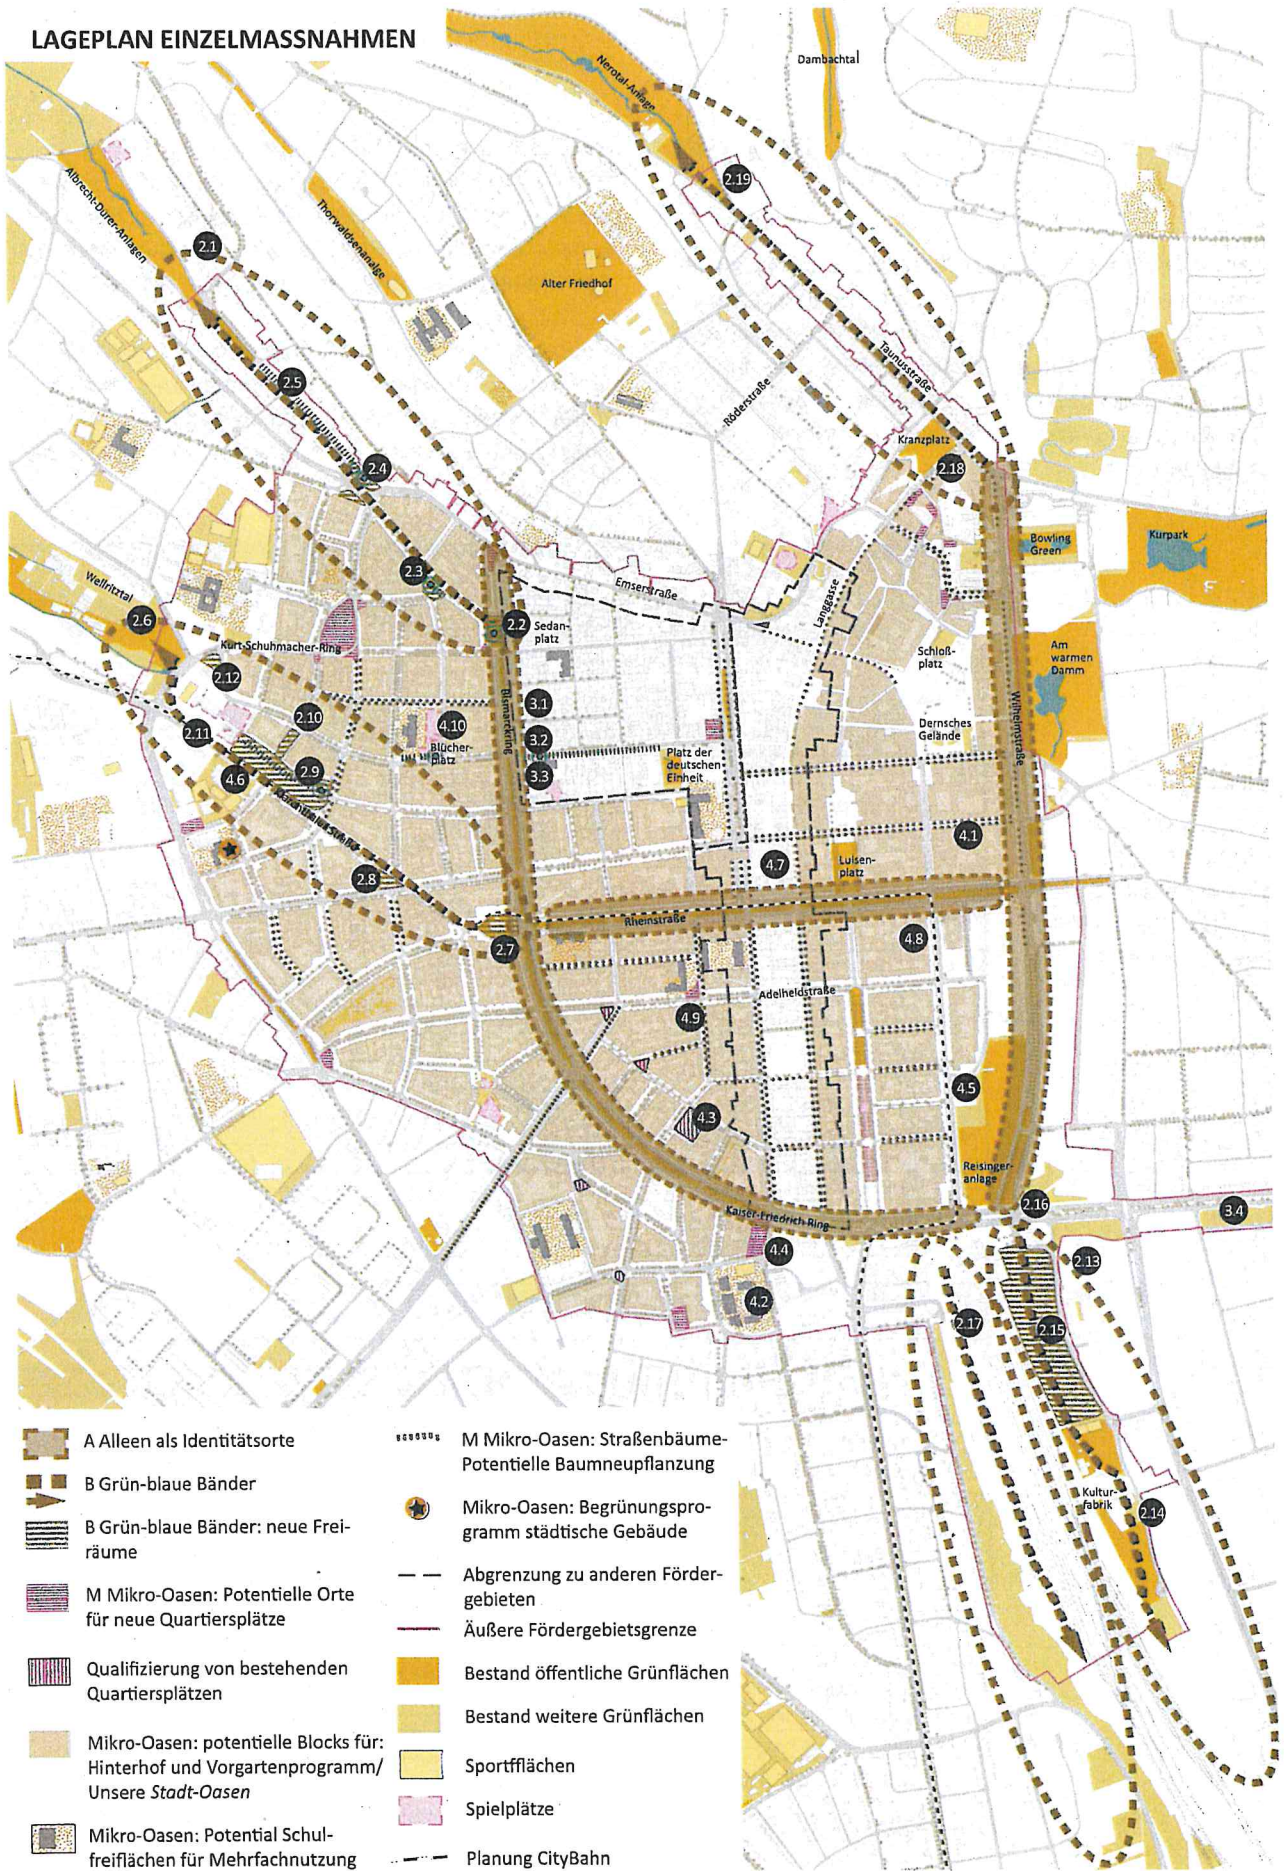 LAGEPLAN EINZELMASSNAHMEN
Nerotal-Anlage
Dambachtal
Albrecht-Dürer-Anlagen
Thorwaldsenanalge
Alter Friedhof
2.19
2.1
2.5
Taunusstraße
Röderstraße
Kranzplatz
2.18
2.4
Bowling
Green
Kurpark
Wellritztal
2.3
Emserstraße
Langgasse
2.6
2.2
Sedan-
platz
Kurt-Schuhmacher-Ring
Schloß-
platz
Am
warmen
Damm
2.12
2.10
2.11
4.10
Blücher-
platz
Bismarckring
3.1
3.2
3.3
Platz der
deutschen
Einheit
Dernsches
Gelände
Wilhelmstraße
4.6
2.9
2.8
4.7
4.1
Luisen-
platz
Rheinstraße
2.7
4.8
Adelheidstraße
4.9
4.5
4.3
Reisinger-
anlage
Kaiser-Friedrich Ring
2.16
3.4
4.4
2.13
4.2
2.17
2.15
Kultur-
fabrik
2.14
A Alleen als Identitätsorte
B Grün-blaue Bänder
B Grün-blaue Bänder: neue Frei-
räume
M Mikro-Oasen: Potentielle Orte
für neue Quartiersplätze
Qualifizierung von bestehenden
Quartiersplätzen
Mikro-Oasen: potentielle Blocks für:
Hinterhof und Vorgartenprogramm/
Unsere Stadt-Oasen
Mikro-Oasen: Potential Schul-
freiflächen für Mehrfachnutzung
M Mikro-Oasen: Straßenbäume-
Potentielle Baumneupflanzung
Mikro-Oasen: Begrünungspro-
gramm städtische Gebäude
Abgrenzung zu anderen Förder-
gebieten
Äußere Fördergebietsgrenze
Bestand öffentliche Grünflächen
Bestand weitere Grünflächen
Sportfflächen
Spielplätze
Planung CityBahn